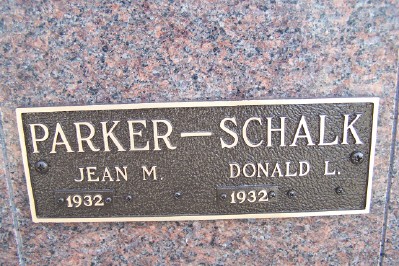 PARKER — SCHALK
JEAN M. DONALD L.
1932 1932